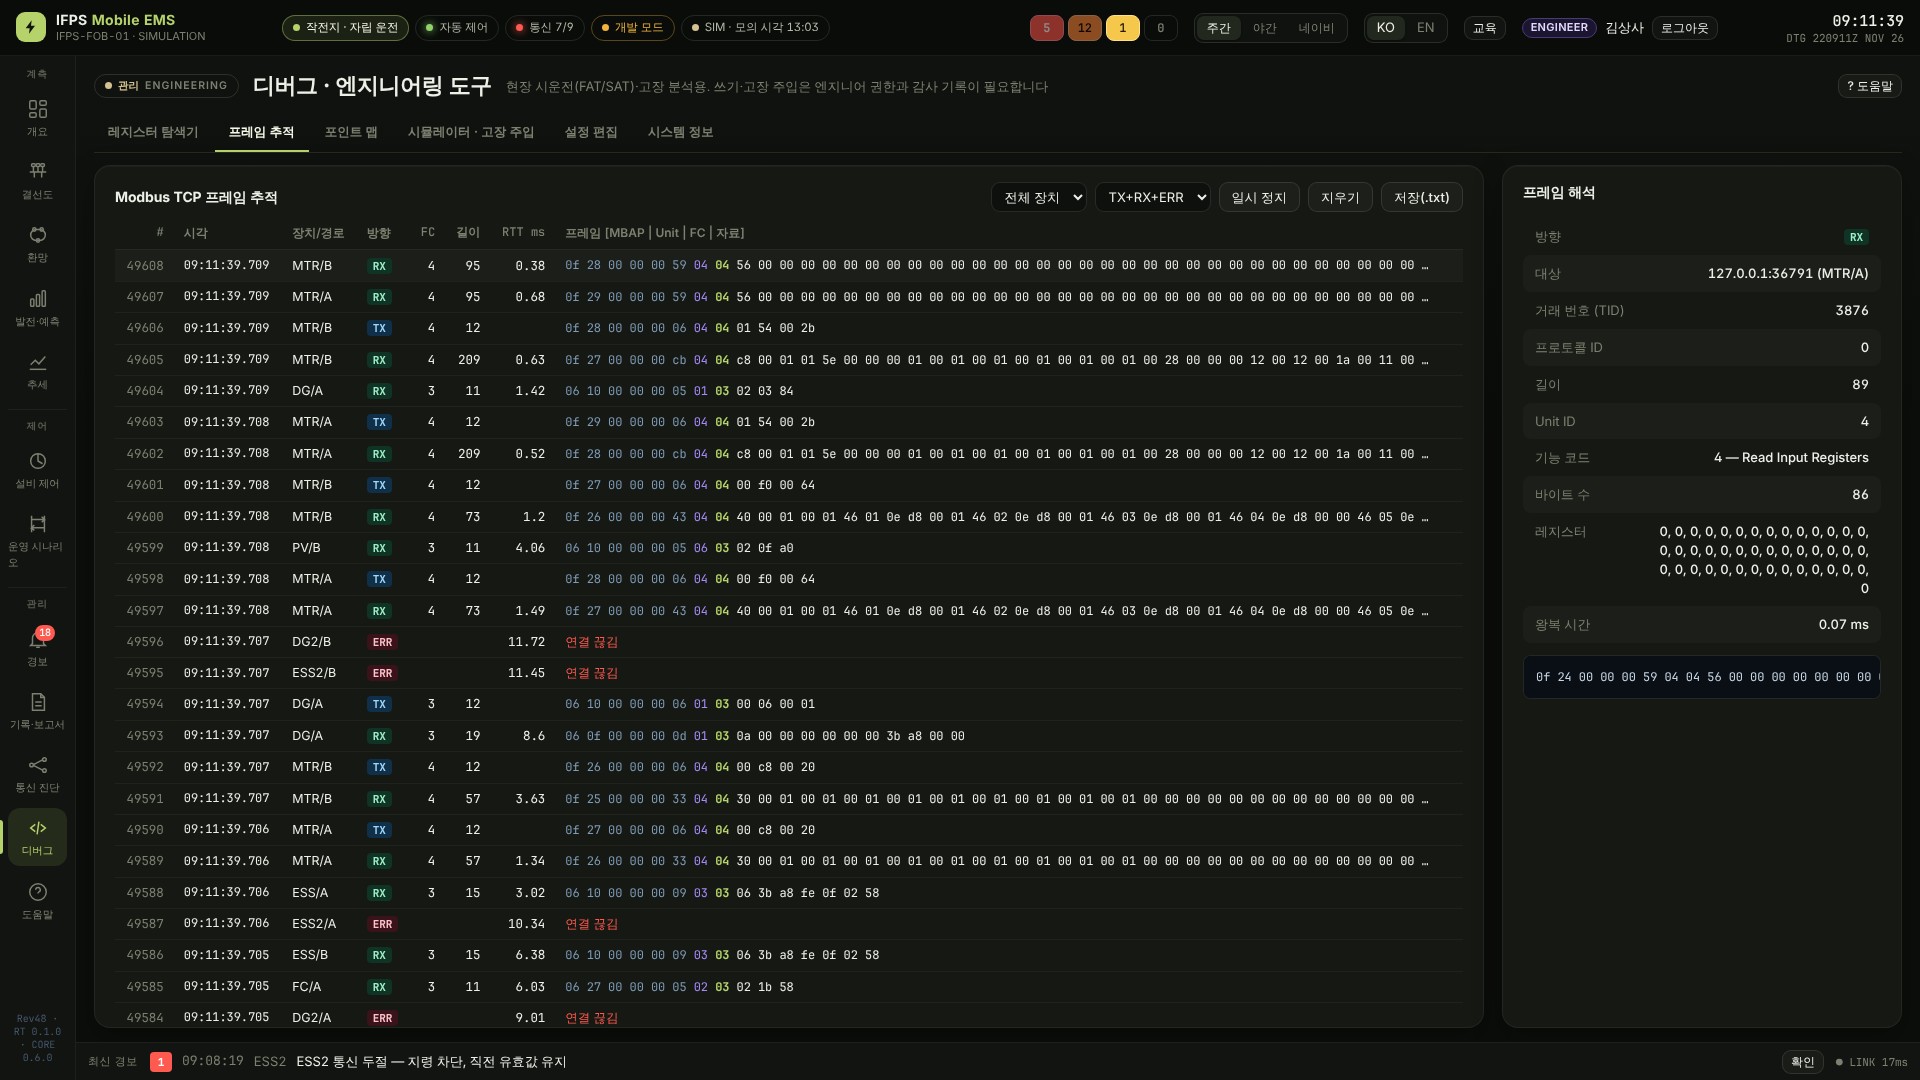 IFPS Mobile EMS
IFPS-FOB-01 · SIMULATION
작전지 · 자립 운전
자동 제어
통신 7/9
개발 모드
SIM · 모의 시각 13:03
5
12
1
0
주간
야간
네이비
KO
EN
교육
ENGINEER
김상사
로그아웃
09:11:39
DTG 220911Z NOV 26
계측
개요
결선도
환망
발전·예측
추세
제어
설비 제어
운영 시나리
오
관리
18
경보
기록·보고서
통신 진단
디버그
도움말
Rev48 ·
RT 0.1.0
· CORE
0.6.0
관리 ENGINEERING
디버그 · 엔지니어링 도구
현장 시운전(FAT/SAT)·고장 분석용. 쓰기·고장 주입은 엔지니어 권한과 감사 기록이 필요합니다
? 도움말
레지스터 탐색기
프레임 추적
포인트 맵
시뮬레이터 · 고장 주입
설정 편집
시스템 정보
Modbus TCP 프레임 추적
전체 장치
TX+RX+ERR
일시 정지
지우기
저장(.txt)
# 시각 장치/경로 방향 FC 길이 RTT ms 프레임 [MBAP | Unit | FC | 자료]
49608 09:11:39.709 MTR/B RX 4 95 0.38 0f 28 00 00 00 59 04 04 56 00 00 00 00 00 00 00 00 00 00 00 00 00 00 00 00 00 00 00 00 00 00 00 00 00 00 00 00 00 00 00 …
49607 09:11:39.709 MTR/A RX 4 95 0.68 0f 29 00 00 00 59 04 04 56 00 00 00 00 00 00 00 00 00 00 00 00 00 00 00 00 00 00 00 00 00 00 00 00 00 00 00 00 00 00 00 …
49606 09:11:39.709 MTR/B TX 4 12 0f 28 00 00 00 06 04 04 01 54 00 2b
49605 09:11:39.709 MTR/B RX 4 209 0.63 0f 27 00 00 00 cb 04 04 c8 00 01 01 5e 00 00 00 01 00 01 00 01 00 01 00 01 00 01 00 28 00 00 00 12 00 12 00 1a 00 11 00 …
49604 09:11:39.709 DG/A RX 3 11 1.42 06 10 00 00 00 05 01 03 02 03 84
49603 09:11:39.708 MTR/A TX 4 12 0f 29 00 00 00 06 04 04 01 54 00 2b
49602 09:11:39.708 MTR/A RX 4 209 0.52 0f 28 00 00 00 cb 04 04 c8 00 01 01 5e 00 00 00 01 00 01 00 01 00 01 00 01 00 01 00 28 00 00 00 12 00 12 00 1a 00 11 00 …
49601 09:11:39.708 MTR/B TX 4 12 0f 27 00 00 00 06 04 04 00 f0 00 64
49600 09:11:39.708 MTR/B RX 4 73 1.2 0f 26 00 00 00 43 04 04 40 00 01 00 01 46 01 0e d8 00 01 46 02 0e d8 00 01 46 03 0e d8 00 01 46 04 0e d8 00 00 46 05 0e …
49599 09:11:39.708 PV/B RX 3 11 4.06 06 10 00 00 00 05 06 03 02 0f a0
49598 09:11:39.708 MTR/A TX 4 12 0f 28 00 00 00 06 04 04 00 f0 00 64
49597 09:11:39.708 MTR/A RX 4 73 1.49 0f 27 00 00 00 43 04 04 40 00 01 00 01 46 01 0e d8 00 01 46 02 0e d8 00 01 46 03 0e d8 00 01 46 04 0e d8 00 00 46 05 0e …
49596 09:11:39.707 DG2/B ERR 11.72 연결 끊김
49595 09:11:39.707 ESS2/B ERR 11.45 연결 끊김
49594 09:11:39.707 DG/A TX 3 12 06 10 00 00 00 06 01 03 00 06 00 01
49593 09:11:39.707 DG/A RX 3 19 8.6 06 0f 00 00 00 0d 01 03 0a 00 00 00 00 00 00 3b a8 00 00
49592 09:11:39.707 MTR/B TX 4 12 0f 26 00 00 00 06 04 04 00 c8 00 20
49591 09:11:39.707 MTR/B RX 4 57 3.63 0f 25 00 00 00 33 04 04 30 00 01 00 01 00 01 00 01 00 01 00 01 00 01 00 01 00 01 00 00 00 00 00 00 00 00 00 00 00 00 00 …
49590 09:11:39.706 MTR/A TX 4 12 0f 27 00 00 00 06 04 04 00 c8 00 20
49589 09:11:39.706 MTR/A RX 4 57 1.34 0f 26 00 00 00 33 04 04 30 00 01 00 01 00 01 00 01 00 01 00 01 00 01 00 01 00 01 00 00 00 00 00 00 00 00 00 00 00 00 00 …
49588 09:11:39.706 ESS/A RX 3 15 3.02 06 10 00 00 00 09 03 03 06 3b a8 fe 0f 02 58
49587 09:11:39.706 ESS2/A ERR 10.34 연결 끊김
49586 09:11:39.705 ESS/B RX 3 15 6.38 06 10 00 00 00 09 03 03 06 3b a8 fe 0f 02 58
49585 09:11:39.705 FC/A RX 3 11 6.03 06 27 00 00 00 05 02 03 02 1b 58
49584 09:11:39.705 DG2/A ERR 9.01 연결 끊김
프레임 해석
방향 RX
대상 127.0.0.1:36791 (MTR/A)
거래 번호 (TID) 3876
프로토콜 ID 0
길이 89
Unit ID 4
기능 코드 4 — Read Input Registers
바이트 수 86
레지스터 0, 0, 0, 0, 0, 0, 0, 0, 0, 0, 0, 0, 0, 0,
0, 0, 0, 0, 0, 0, 0, 0, 0, 0, 0, 0, 0, 0,
0, 0, 0, 0, 0, 0, 0, 0, 0, 0, 0, 0, 0, 0,
0
왕복 시간 0.07 ms
0f 24 00 00 00 59 04 04 56 00 00 00 00 00 00 00
최신 경보
1
09:08:19
ESS2
ESS2 통신 두절 — 지령 차단, 직전 유효값 유지
확인
LINK 17ms